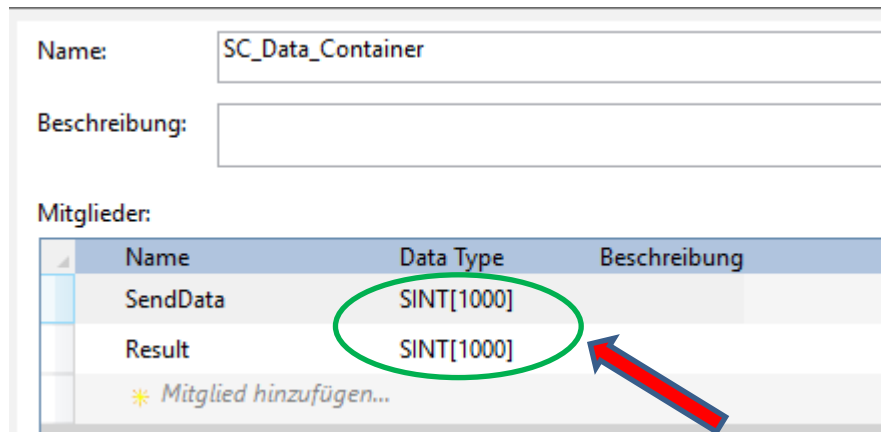 Name: SC_Data_Container
Beschreibung:
Mitglieder:
Name Data Type Beschreibung
SendData SINT[1000]
Result SINT[1000]
Mitglied hinzufügen...